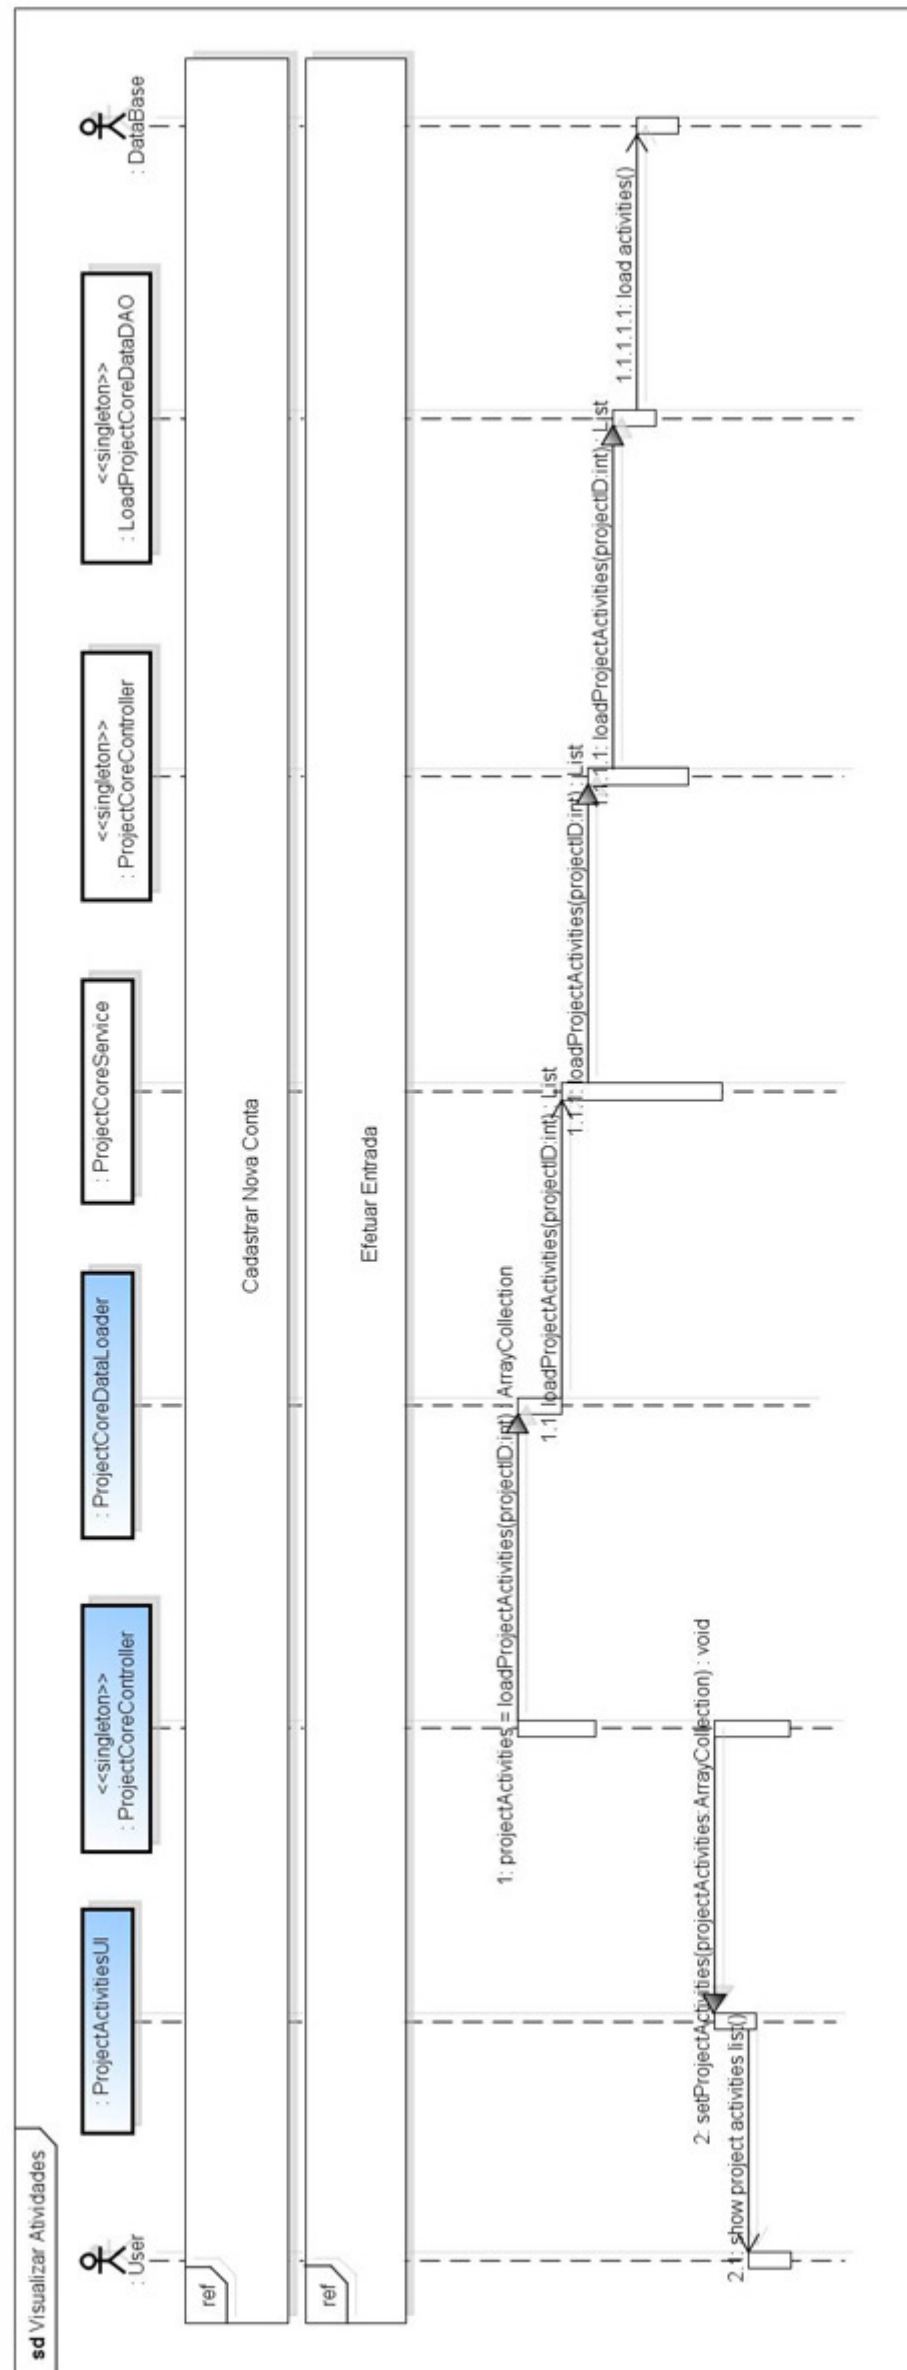 sd Visualizar Atividades
: User
: ProjectActivitiesUI
<<singleton>>
: ProjectCoreController
: ProjectCoreDataLoader
: ProjectCoreService
<<singleton>>
: ProjectCoreController
<<singleton>>
: LoadProjectCoreDataDAO
: DataBase
ref
Cadastrar Nova Conta
ref
Efetuar Entrada
1: projectActivities = loadProjectActivities(projectID:int) : ArrayCollection
1.1: loadProjectActivities(projectID:int) : List
1.1.1: loadProjectActivities(projectID:int) : List
1.1.1.1: loadProjectActivities(projectID:int) : List
1.1.1.1.1: load activities()
2: setProjectActivities(projectActivities:ArrayCollection) : void
2.1: show project activities list()